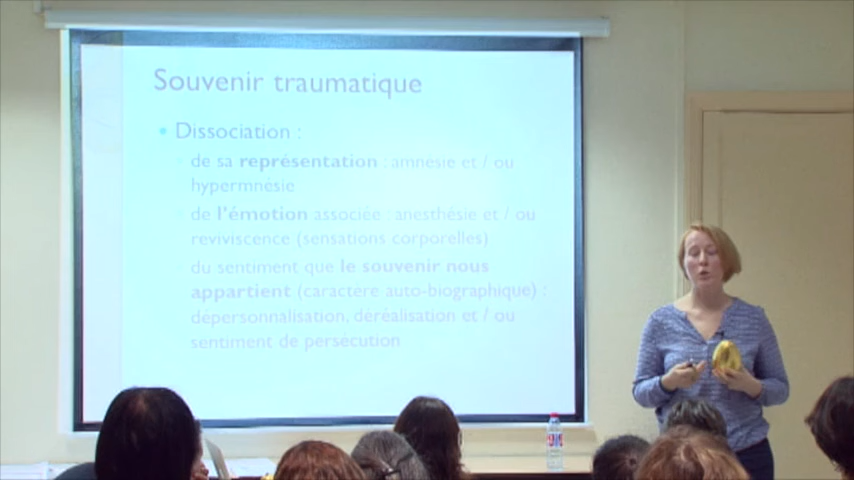 Souvenir traumatique
Dissociation :
de sa représentation : amnésie et / ou
hypermnésie
de l'émotion associée : anesthésie et / ou
reviviscence (sensations corporelles)
du sentiment que le souvenir nous
appartient (caractère auto-biographique) :
dépersonnalisation, déréalisation et / ou
sentiment de persécution